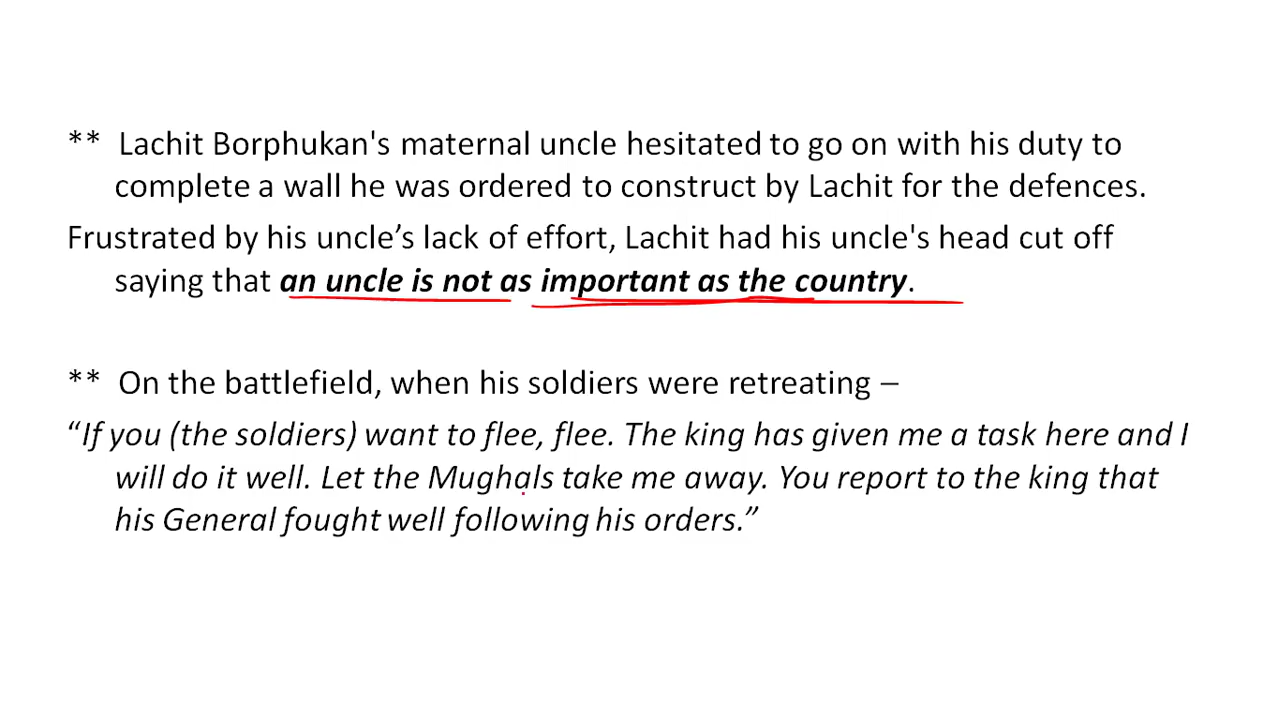 ** Lachit Borphukan's maternal uncle hesitated to go on with his duty to
complete a wall he was ordered to construct by Lachit for the defences.
Frustrated by his uncle’s lack of effort, Lachit had his uncle's head cut off
saying that an uncle is not as important as the country.
** On the battlefield, when his soldiers were retreating –
“If you (the soldiers) want to flee, flee. The king has given me a task here and I
will do it well. Let the Mughals take me away. You report to the king that
his General fought well following his orders.”